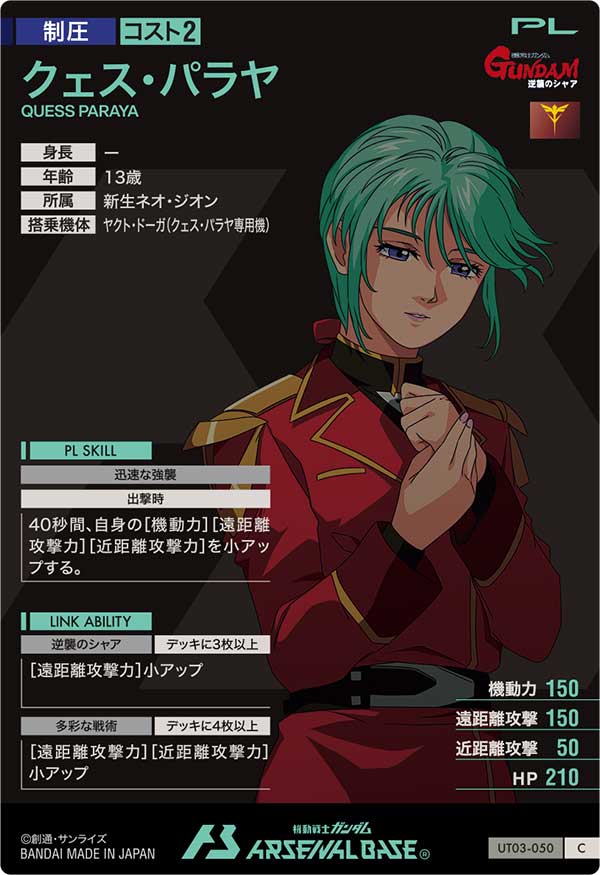 制圧 コスト2
PL
クェス・パラヤ
QUESS PARAYA
機動戦士ガンダム
GUNDAM
逆襲のシャア
身長 ー
年齢 13歳
所属 新生ネオ・ジオン
搭乗機体 ヤクト・ドーガ(クェス・パラヤ専用機)
PL SKILL
迅速な強襲
出撃時
40秒間、自身の[機動力][遠距離
攻撃力][近距離攻撃力]を小アッ
プする。
LINK ABILITY
逆襲のシャア デッキに3枚以上
[遠距離攻撃力]小アップ
多彩な戦術 デッキに4枚以上
[遠距離攻撃力][近距離攻撃力]
小アップ
機動力 150
遠距離攻撃 150
近距離攻撃 50
HP 210
©創通・サンライズ
BANDAI MADE IN JAPAN
機動戦士ガンダム
AB ARSENAL BASE®
UT03-050 C